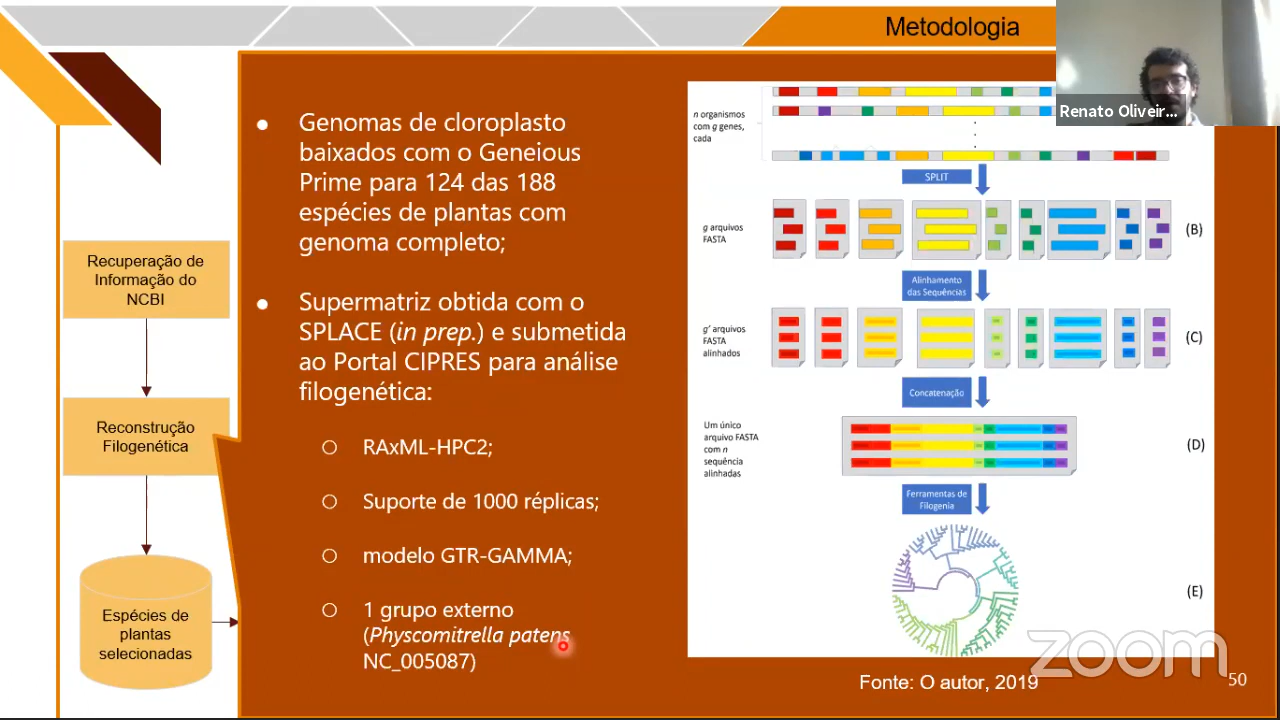 Metodologia
Renato Oliveir...
Recuperação de
Informação do
NCBI
Reconstrução
Filogenética
Espécies de
plantas
selecionadas
● Genomas de cloroplasto
baixados com o Geneious
Prime para 124 das 188
espécies de plantas com
genoma completo;
● Supermatriz obtida com o
SPLACE (in prep.) e submetida
ao Portal CIPRES para análise
filogenética:
○ RAxML-HPC2;
○ Suporte de 1000 réplicas;
○ modelo GTR-GAMMA;
○ 1 grupo externo
(Physcomitrella patens
NC_005087)
n organismos
com g genes,
cada
SPLIT
g arquivos
FASTA
(B)
Alinhamento
das Sequências
g' arquivos
FASTA
alinhados
(C)
Concatenação
Um único
arquivo FASTA
com n
sequência
alinhadas
(D)
Ferramentas de
Filogenia
(E)
zoom
Fonte: O autor, 2019
50